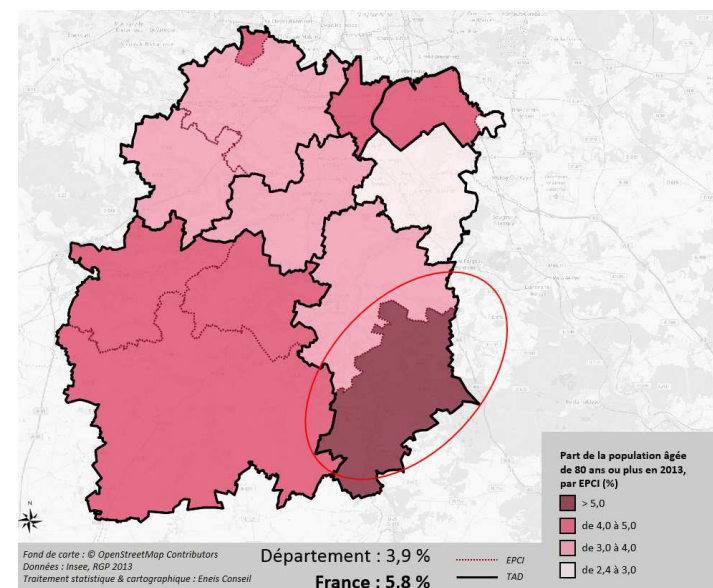 Part de la population âgée
de 80 ans ou plus en 2013,
par EPCI (%)
> 5,0
de 4,0 à 5,0
de 3,0 à 4,0
de 2,4 à 3,0
N
Fond de carte : © OpenStreetMap Contributors
Données : Insee, RGP 2013
Traitement statistique & cartographique : Eneis Conseil
Département : 3,9 %
France : 5,8 %
EPCI
TAD